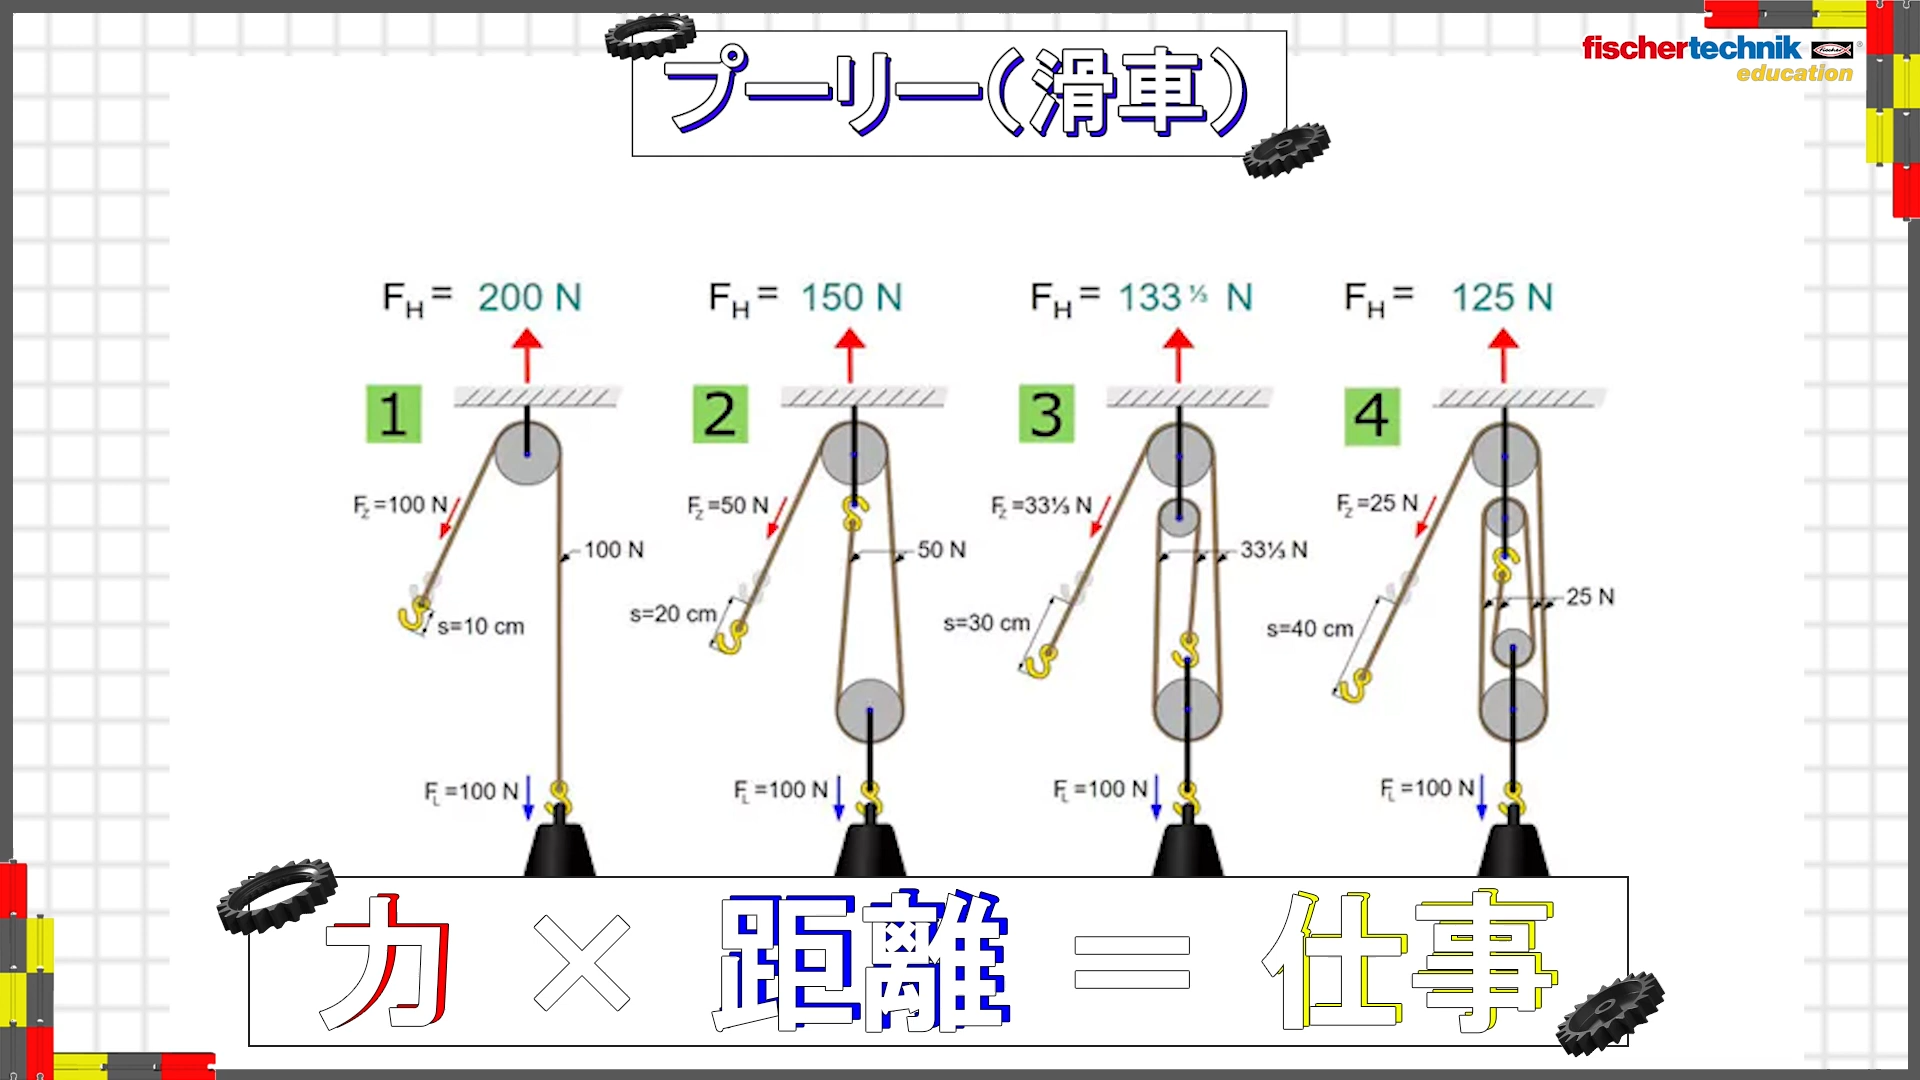 プーリー(滑車)
fischertechnik
education
F_H = 200 N
F_H = 150 N
F_H = 133 ⅓ N
F_H = 125 N
1
2
3
4
F_Z =100 N
F_Z =50 N
F_Z =33⅓ N
F_Z =25 N
100 N
50 N
33⅓ N
25 N
s=10 cm
s=20 cm
s=30 cm
s=40 cm
F_L =100 N
F_L =100 N
F_L =100 N
F_L =100 N
力 × 距離 = 仕事